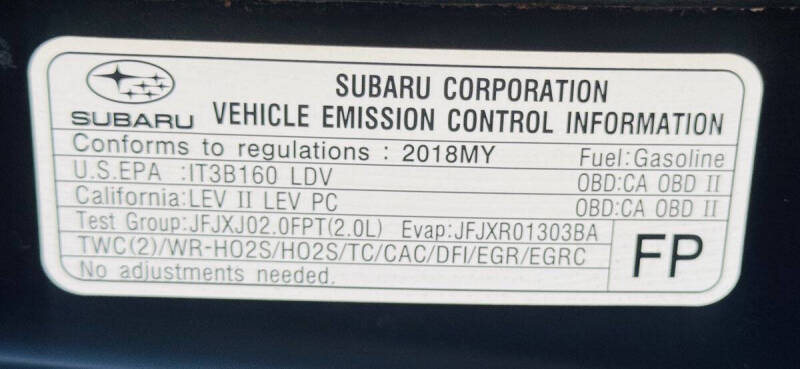 SUBARU CORPORATION
SUBARU VEHICLE EMISSION CONTROL INFORMATION
Conforms to regulations : 2018MY Fuel:Gasoline
U.S.EPA :IT3B160 LDV OBD:CA OBD II
California:LEV II LEV PC OBD:CA OBD II
Test Group:JFJXJ02.0FPT(2.0L) Evap:JFJXR01303BA
TWC(2)/WR-HO2S/HO2S/TC/CAC/DFI/EGR/EGRC
No adjustments needed.
FP